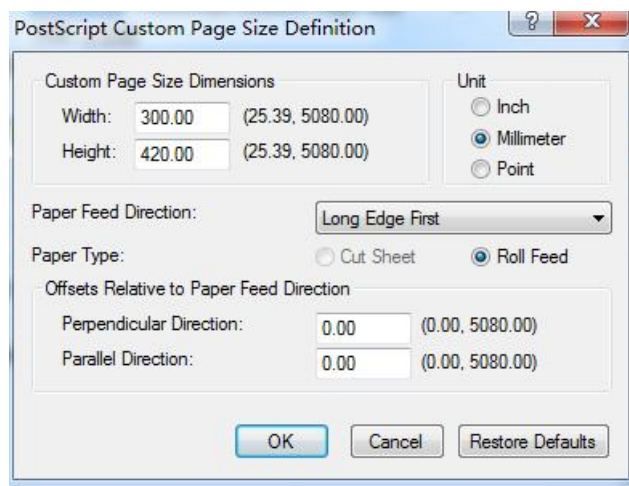 PostScript Custom Page Size Definition
Custom Page Size Dimensions
Unit
Width: 300.00 (25.39, 5080.00)
Inch
Height: 420.00 (25.39, 5080.00)
Millimeter
Point
Paper Feed Direction: Long Edge First
Paper Type: Cut Sheet Roll Feed
Offsets Relative to Paper Feed Direction
Perpendicular Direction: 0.00 (0.00, 5080.00)
Parallel Direction: 0.00 (0.00, 5080.00)
OK Cancel Restore Defaults